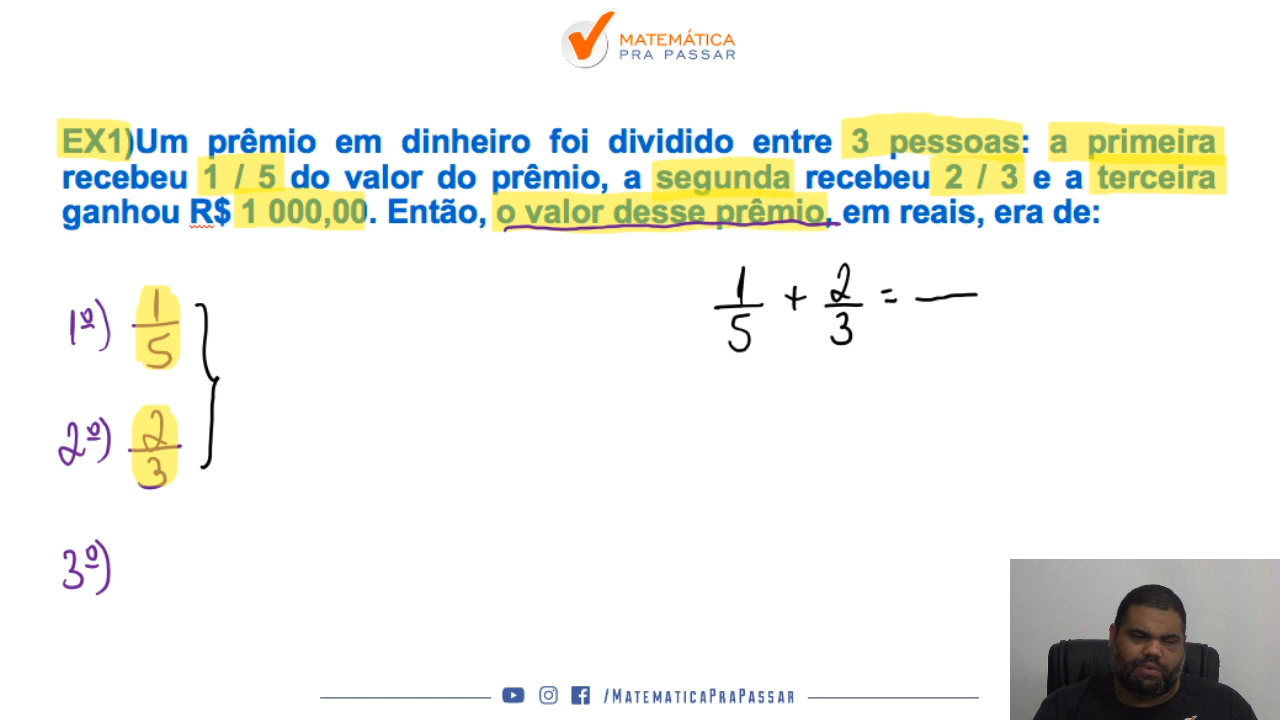 MATEMÁTICA
PRA PASSAR
EX1)Um prêmio em dinheiro foi dividido entre 3 pessoas: a primeira
recebeu 1 / 5 do valor do prêmio, a segunda recebeu 2 / 3 e a terceira
ganhou R$ 1 000,00. Então, o valor desse prêmio, em reais, era de:
1º) 1/5
2º) 2/3
3º)
1/5 + 2/3 = —
/MATEMATICAPRAPASSAR